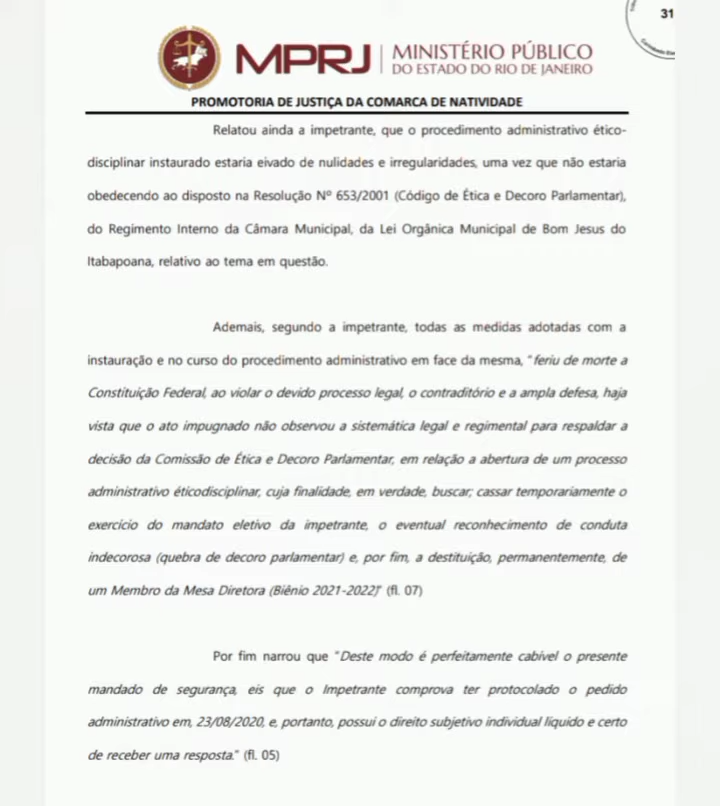 31
MPRJ
MINISTÉRIO PÚBLICO
DO ESTADO DO RIO DE JANEIRO
PROMOTORIA DE JUSTIÇA DA COMARCA DE NATIVIDADE
Relatou ainda a impetrante, que o procedimento administrativo ético-
disciplinar instaurado estaria eivado de nulidades e irregularidades, uma vez que não estaria
obedecendo ao disposto na Resolução Nº 653/2001 (Código de Ética e Decoro Parlamentar),
do Regimento Interno da Câmara Municipal, da Lei Orgânica Municipal de Bom Jesus do
Itabapoana, relativo ao tema em questão.
Ademais, segundo a impetrante, todas as medidas adotadas com a
instauração e no curso do procedimento administrativo em face da mesma, "feriu de morte a
Constituição Federal, ao violar o devido processo legal, o contraditório e a ampla defesa, haja
vista que o ato impugnado não observou a sistemática legal e regimental para respaldar a
decisão da Comissão de Ética e Decoro Parlamentar, em relação a abertura de um processo
administrativo éticodisciplinar, cuja finalidade, em verdade, buscar; cassar temporariamente o
exercício do mandato eletivo da impetrante, o eventual reconhecimento de conduta
indecorosa (quebra de decoro parlamentar) e, por fim, a destituição, permanentemente, de
um Membro da Mesa Diretora (Biênio 2021-2022)" (fl. 07)
Por fim narrou que "Deste modo é perfeitamente cabível o presente
mandado de segurança, eis que o Impetrante comprova ter protocolado o pedido
administrativo em, 23/08/2020, e, portanto, possui o direito subjetivo individual líquido e certo
de receber uma resposta." (fl. 05)